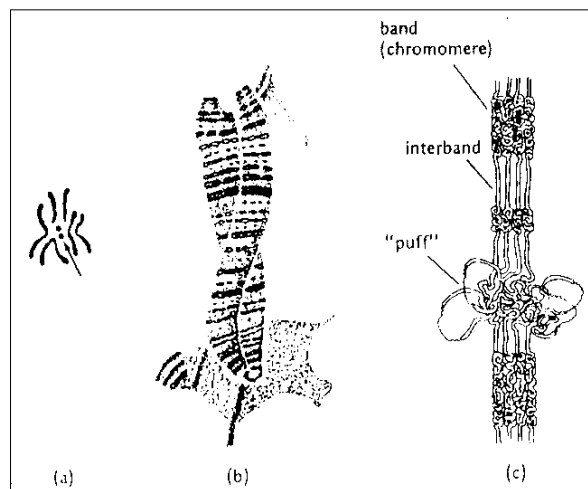 band
(chromomere)
interband
"puff"
(a)
(b)
(c)